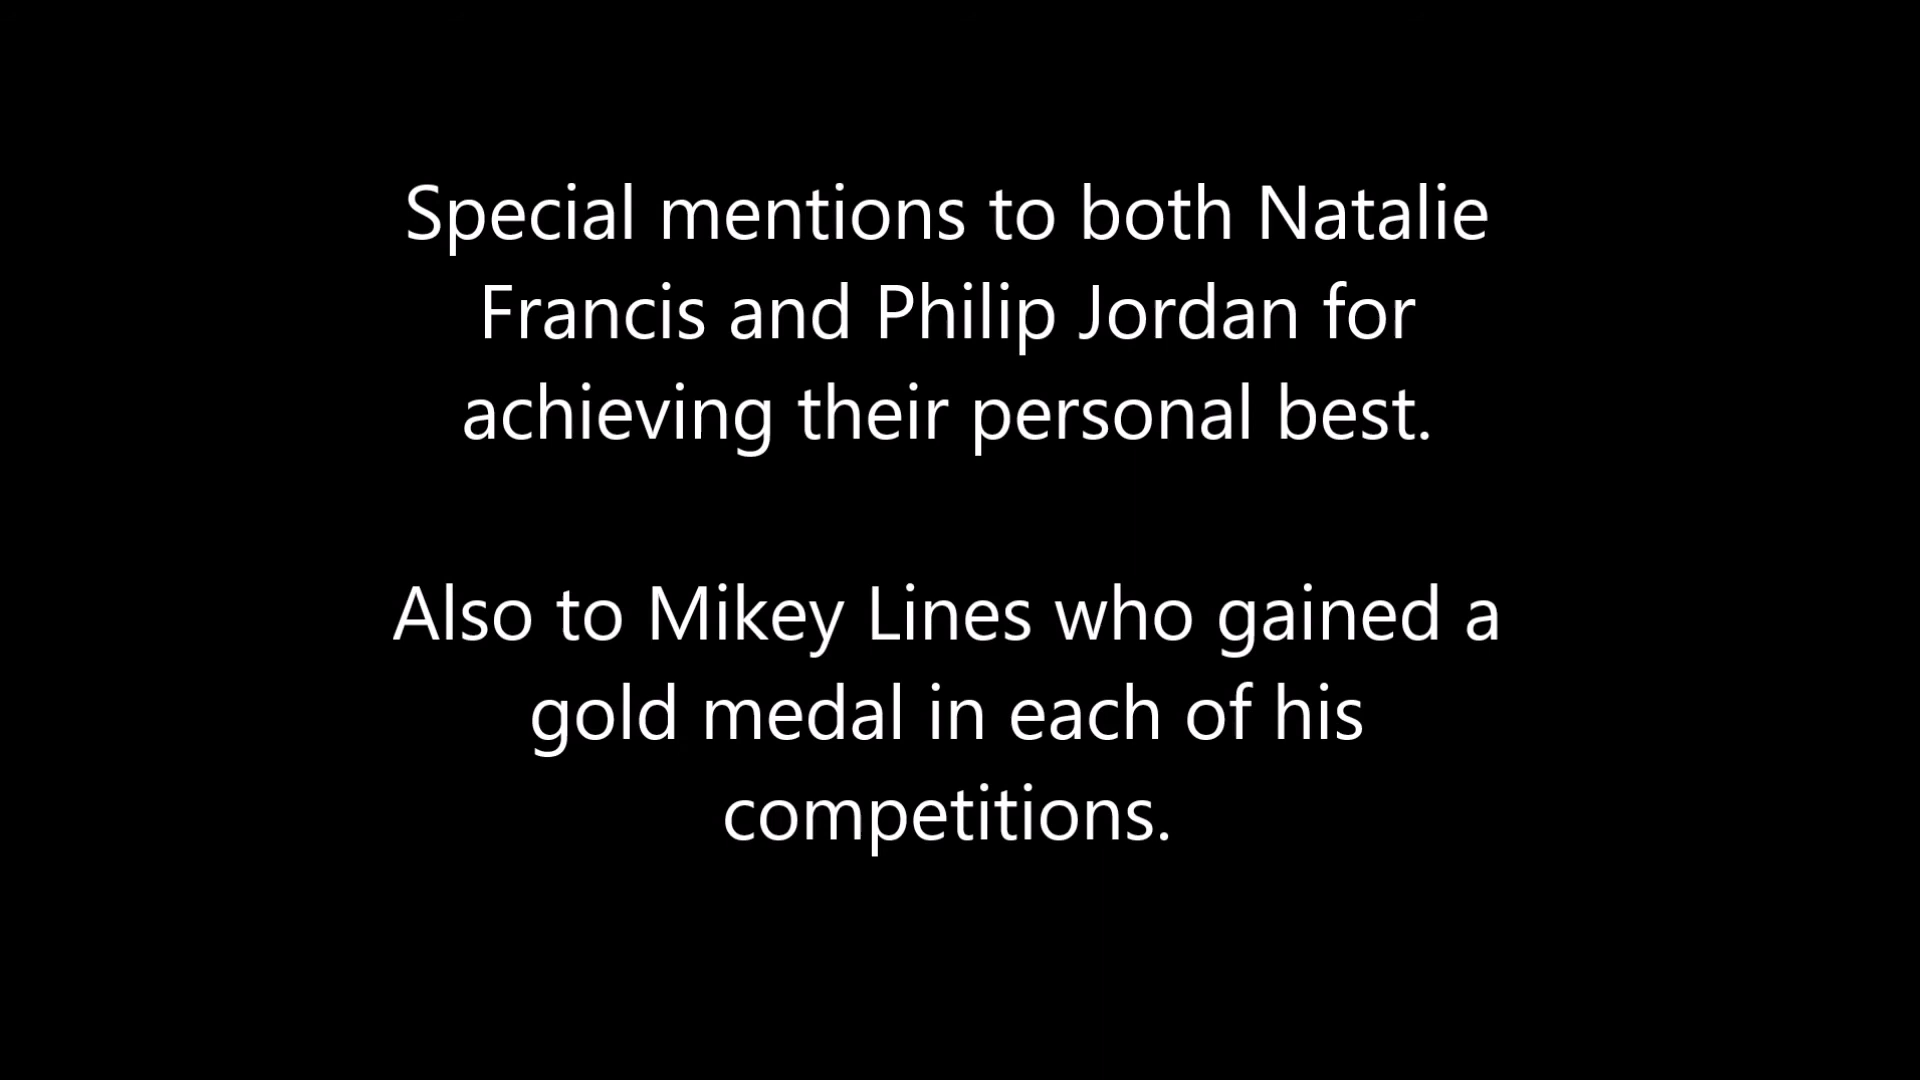 Special mentions to both Natalie
Francis and Philip Jordan for
achieving their personal best.
Also to Mikey Lines who gained a
gold medal in each of his
competitions.